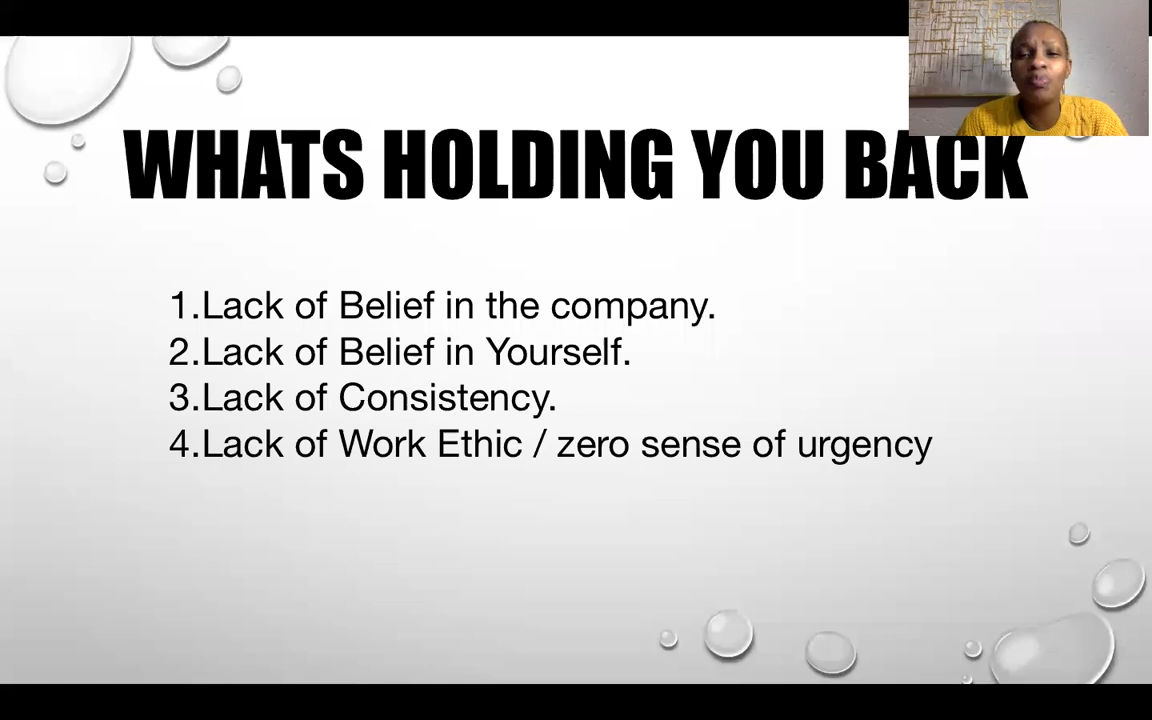 WHATS HOLDING YOU BACK
1.Lack of Belief in the company.
2.Lack of Belief in Yourself.
3.Lack of Consistency.
4.Lack of Work Ethic / zero sense of urgency